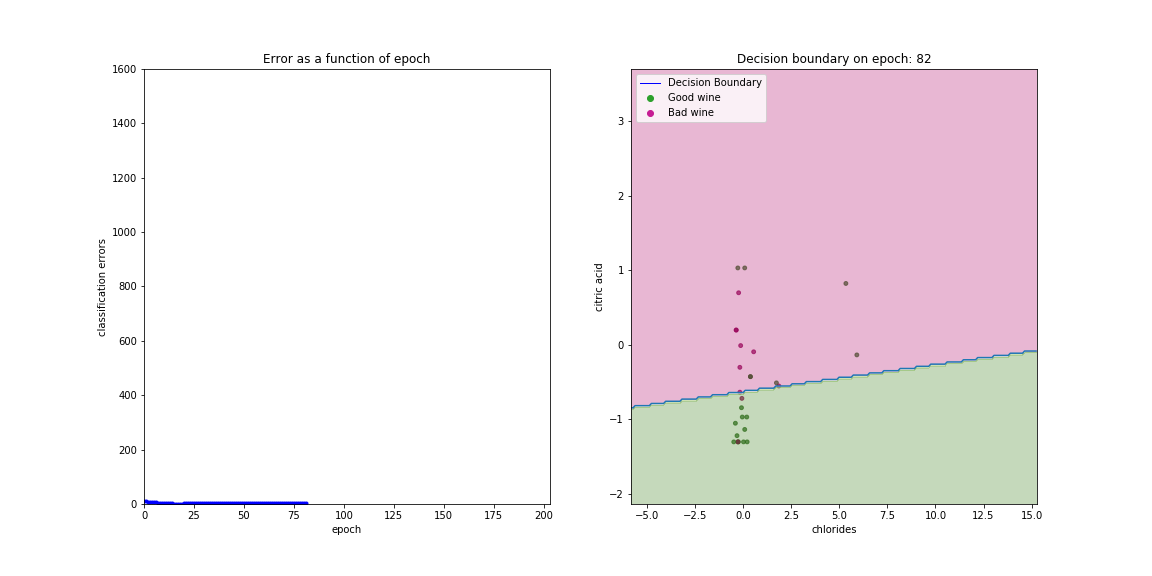 Error as a function of epoch
1600
1400
1200
1000
800
600
400
200
0
classification errors
0 25 50 75 100 125 150 175 200
epoch
Decision boundary on epoch: 82
Decision Boundary
Good wine
Bad wine
3
2
1
0
−1
−2
citric acid
−5.0 −2.5 0.0 2.5 5.0 7.5 10.0 12.5 15.0
chlorides